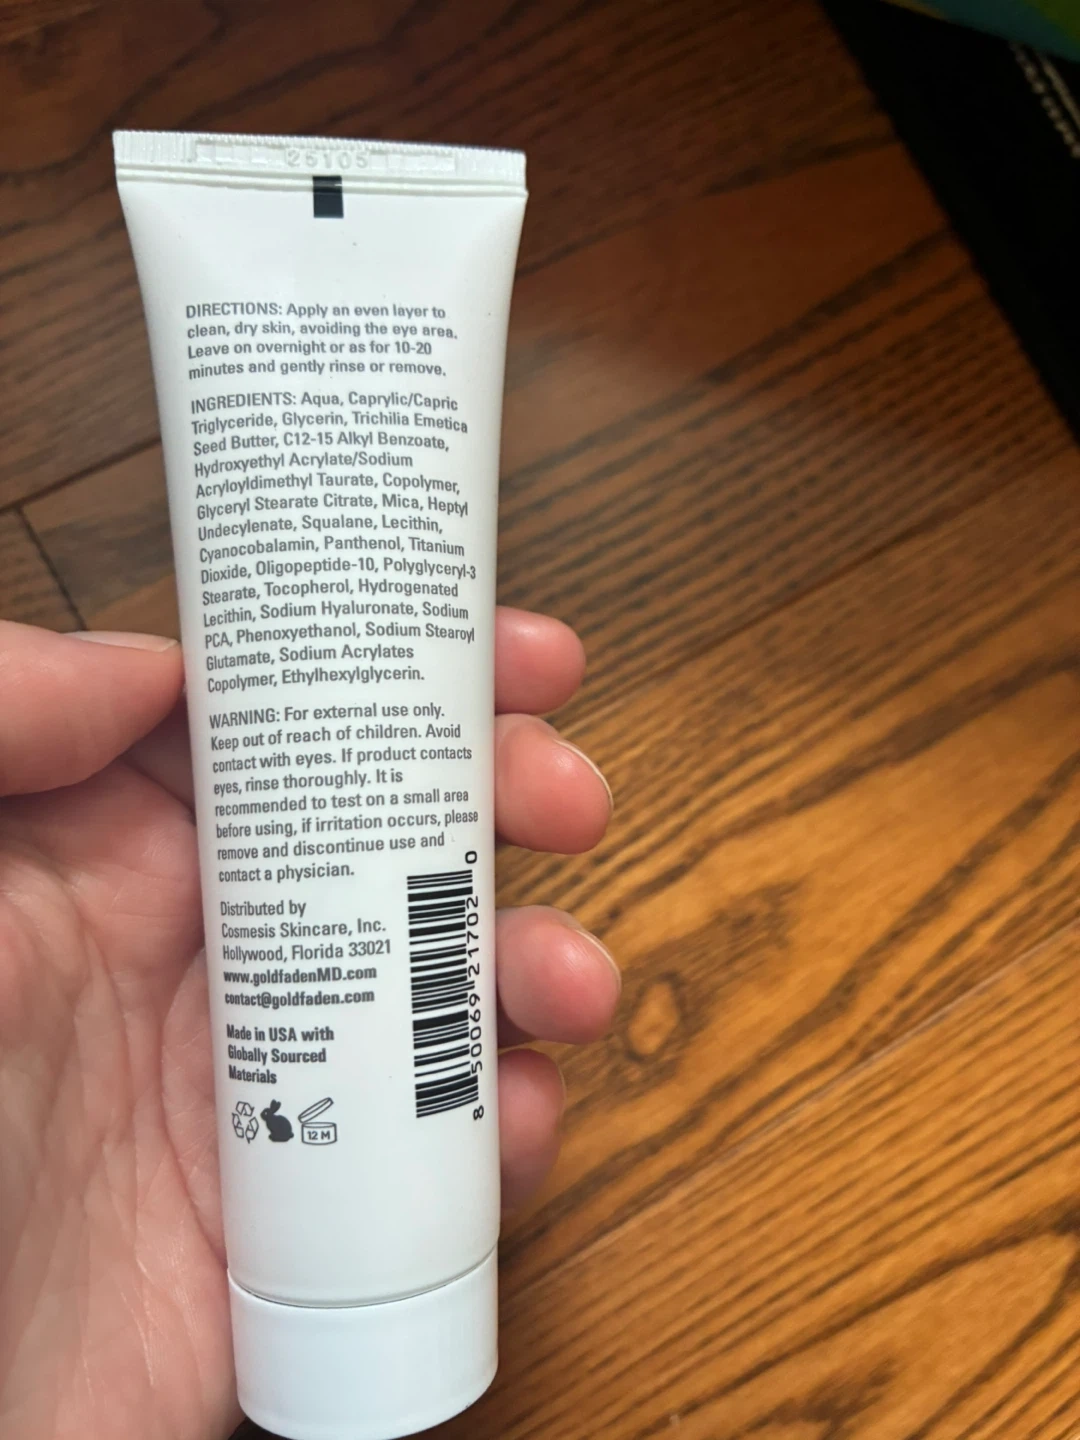 25105
DIRECTIONS: Apply an even layer to
clean, dry skin, avoiding the eye area.
Leave on overnight or as for 10-20
minutes and gently rinse or remove.
INGREDIENTS: Aqua, Caprylic/Capric
Triglyceride, Glycerin, Trichilia Emetica
Seed Butter, C12-15 Alkyl Benzoate,
Hydroxyethyl Acrylate/Sodium
Acryloyldimethyl Taurate, Copolymer,
Glyceryl Stearate Citrate, Mica, Heptyl
Undecylenate, Squalane, Lecithin,
Cyanocobalamin, Panthenol, Titanium
Dioxide, Oligopeptide-10, Polyglyceryl-3
Stearate, Tocopherol, Hydrogenated
Lecithin, Sodium Hyaluronate, Sodium
PCA, Phenoxyethanol, Sodium Stearoyl
Glutamate, Sodium Acrylates
Copolymer, Ethylhexylglycerin.
WARNING: For external use only.
Keep out of reach of children. Avoid
contact with eyes. If product contacts
eyes, rinse thoroughly. It is
recommended to test on a small area
before using, if irritation occurs, please
remove and discontinue use and
contact a physician.
Distributed by
Cosmesis Skincare, Inc.
Hollywood, Florida 33021
www.goldfadenMD.com
contact@goldfaden.com
Made in USA with
Globally Sourced
Materials
12 M
8 50069 21702 0